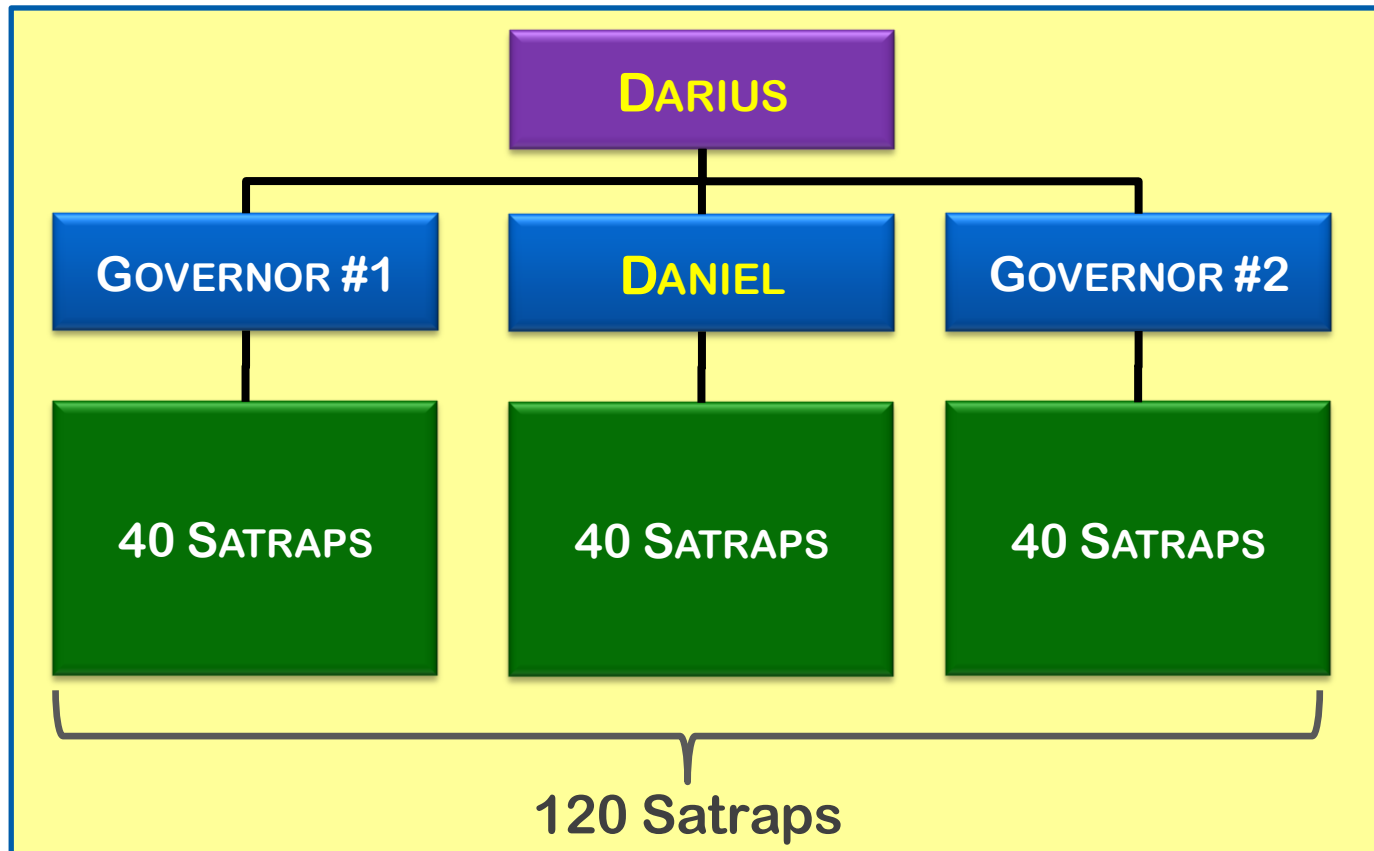 DARIUS
GOVERNOR #1
DANIEL
GOVERNOR #2
40 SATRAPS
40 SATRAPS
40 SATRAPS
120 Satraps